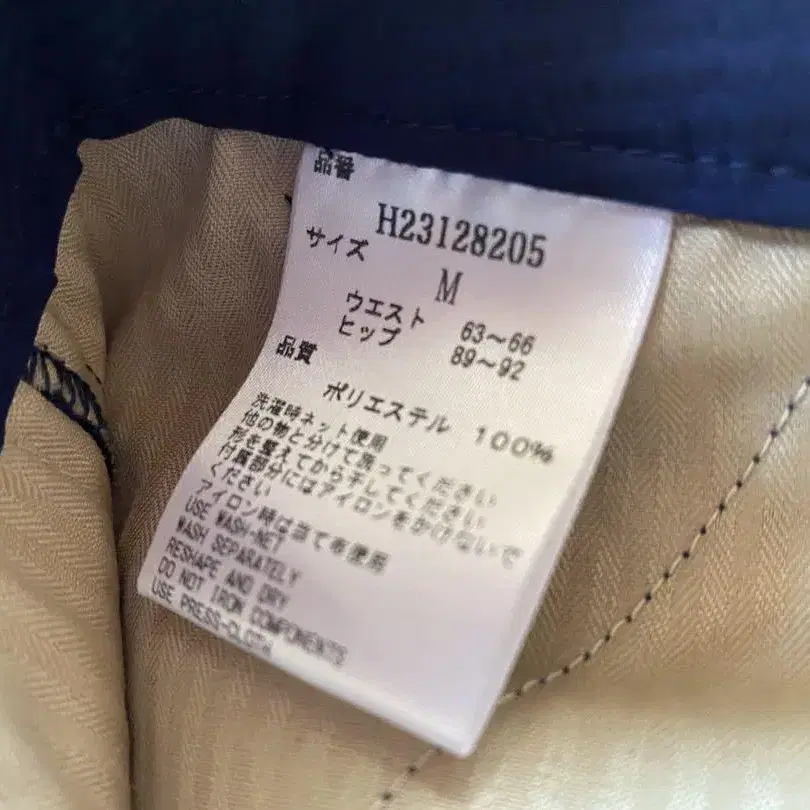 品番
H23128205
サイズ
M
ウエスト 63～66
ヒップ 89～92
品質
ポリエステル 100%
洗濯時ネット使用
他の物と分けて洗ってください
形を整えてから干してください
付属部分にはアイロンをかけないで
ください
アイロン時は当て布使用
USE WASH-NET
WASH SEPARATELY
RESHAPE AND DRY
DO NOT IRON COMPONENTS
USE PRESS-CLOTH